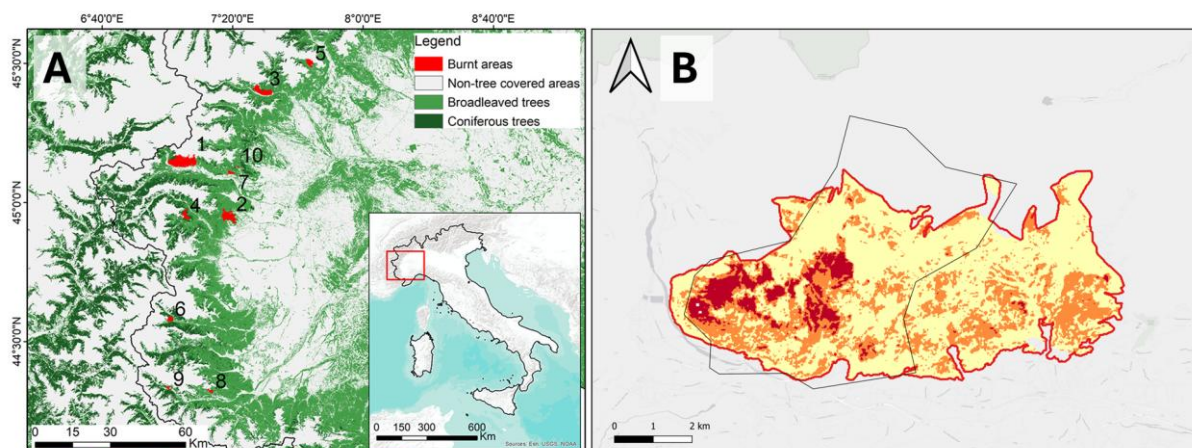 6°40'0"E 7°20'0"E 8°0'0"E 8°40'0"E
A
B
45°30'0"N
45°0'0"N
44°30'0"N
Legend
Burnt areas
Non-tree covered areas
Broadleaved trees
Coniferous trees
5
3
1
10
7
4
2
6
9
8
0 15 30 60
Km
0 150 300 600
Km
Sources: Esri, USGS, NOAA
0 1 2 km